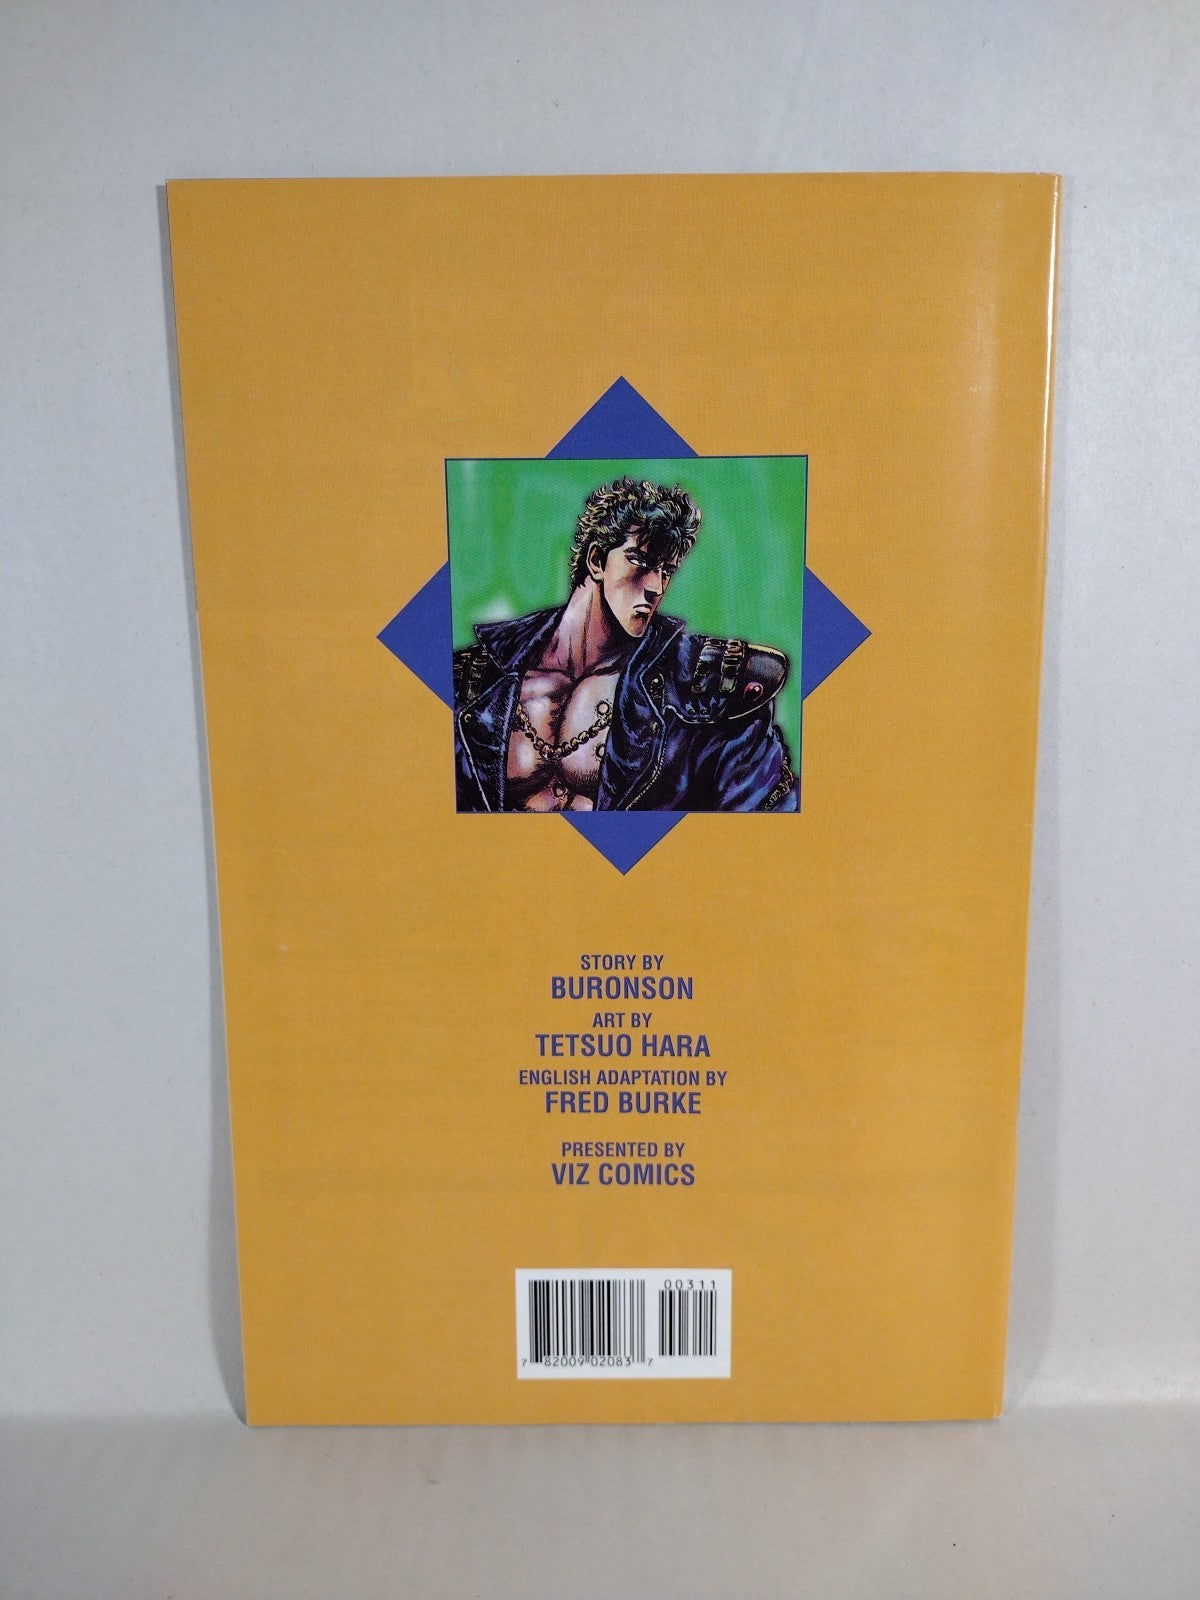 STORY BY
BURONSON
ART BY
TETSUO HARA
ENGLISH ADAPTATION BY
FRED BURKE
PRESENTED BY
VIZ COMICS
00311
7 82009 02083 7